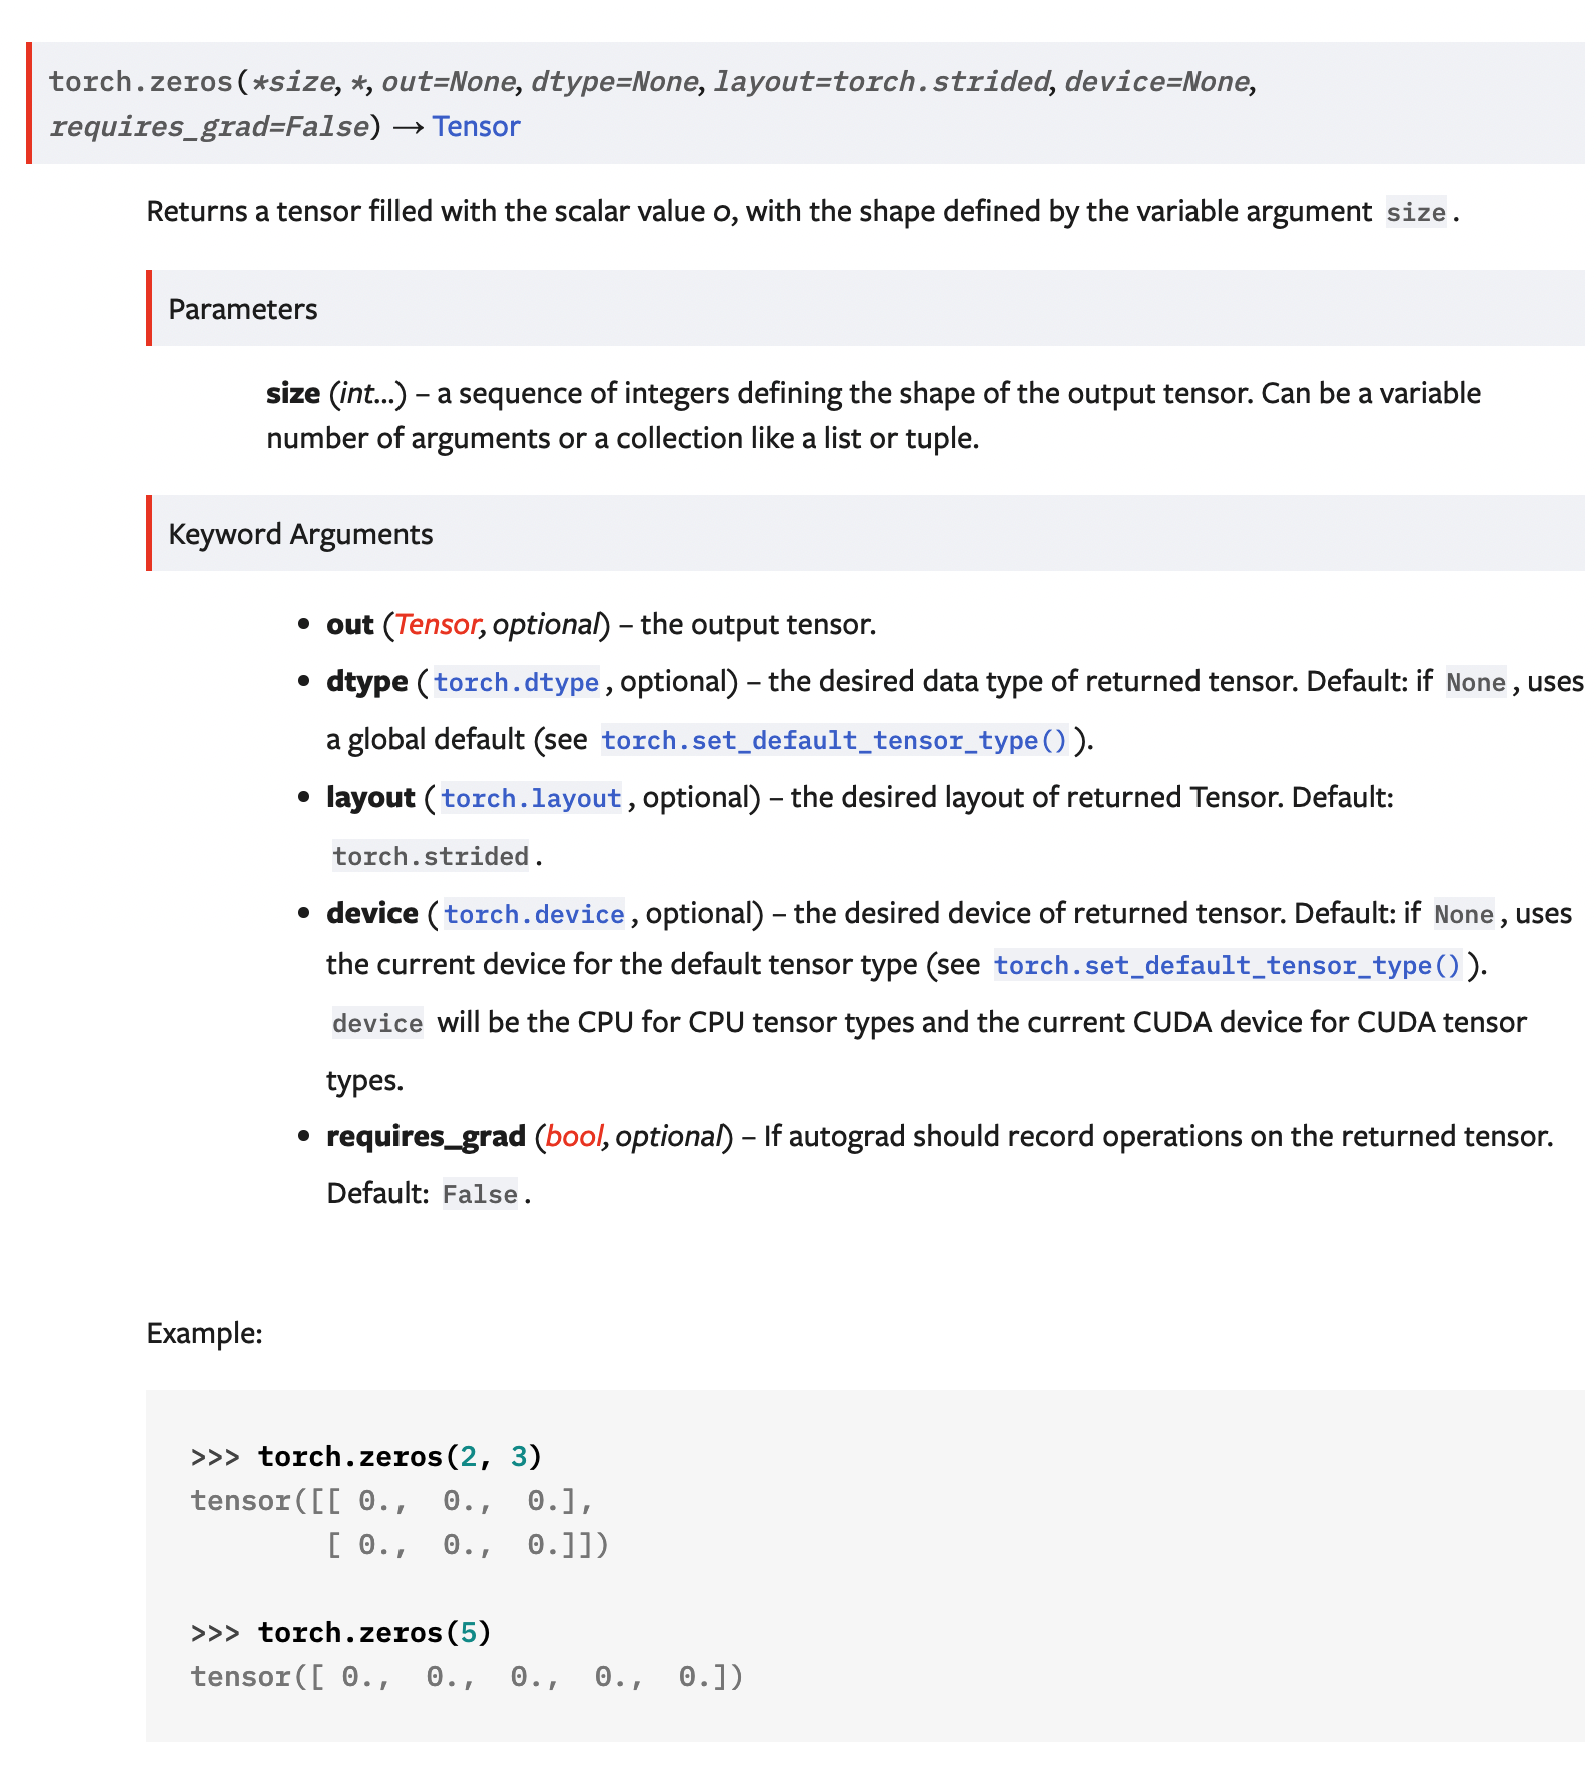 torch.zeros(*size, *, out=None, dtype=None, layout=torch.strided, device=None,
requires_grad=False) → Tensor
Returns a tensor filled with the scalar value 0, with the shape defined by the variable argument size.
Parameters
size (int...) – a sequence of integers defining the shape of the output tensor. Can be a variable
number of arguments or a collection like a list or tuple.
Keyword Arguments
• out (Tensor, optional) – the output tensor.
• dtype (torch.dtype, optional) – the desired data type of returned tensor. Default: if None, uses
a global default (see torch.set_default_tensor_type()).
• layout (torch.layout, optional) – the desired layout of returned Tensor. Default:
torch.strided.
• device (torch.device, optional) – the desired device of returned tensor. Default: if None, uses
the current device for the default tensor type (see torch.set_default_tensor_type()).
device will be the CPU for CPU tensor types and the current CUDA device for CUDA tensor
types.
• requires_grad (bool, optional) – If autograd should record operations on the returned tensor.
Default: False.
Example:
>>> torch.zeros(2, 3)
tensor([[ 0.,  0.,  0.],
        [ 0.,  0.,  0.]])
>>> torch.zeros(5)
tensor([ 0.,  0.,  0.,  0.,  0.])